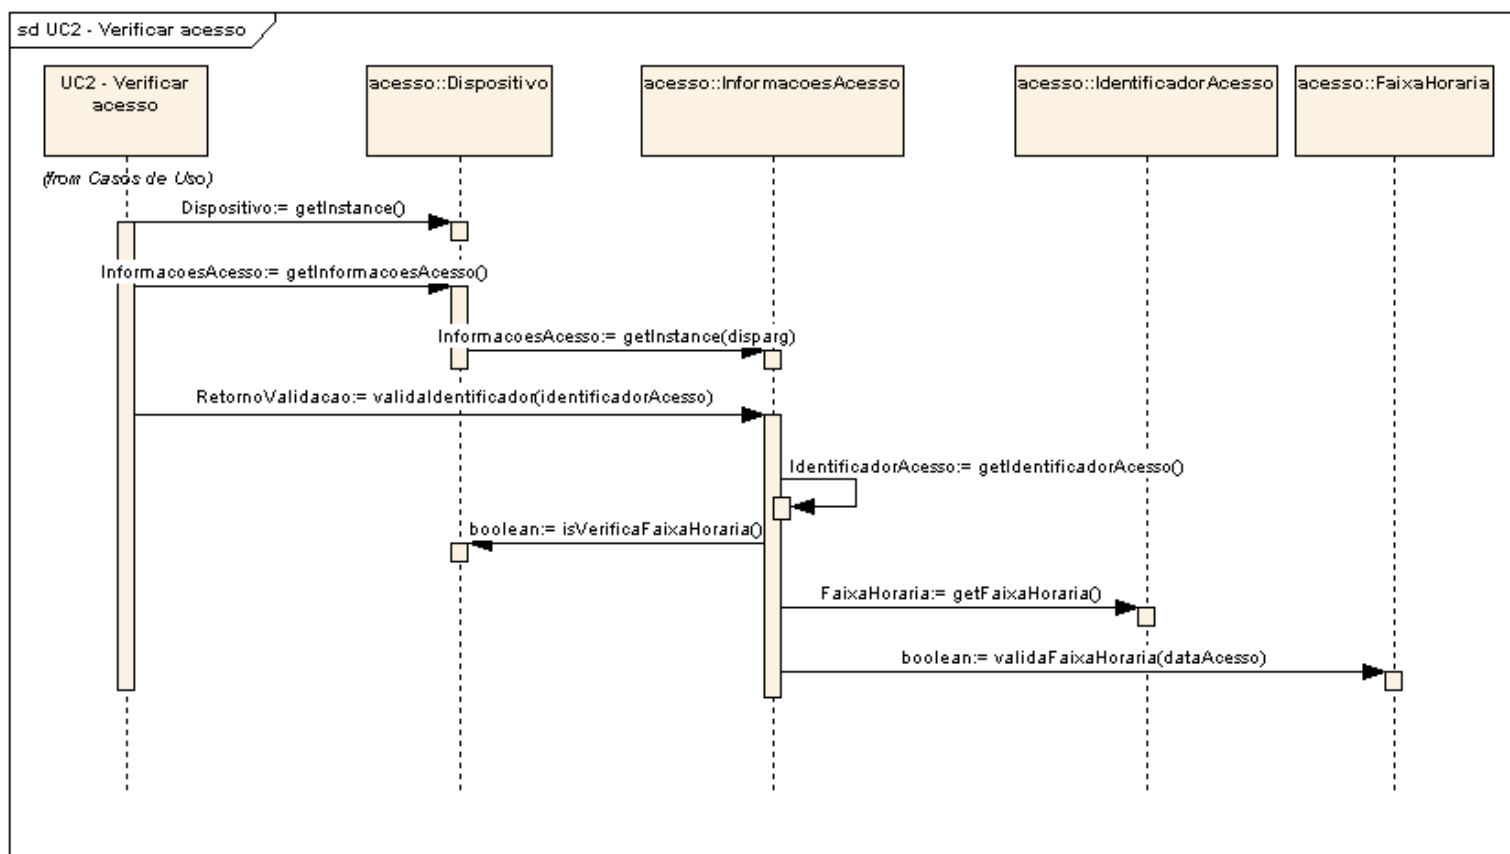 sd UC2 - Verificar acesso
UC2 - Verificar
acesso
acesso::Dispositivo
acesso::InformacoesAcesso
acesso::IdentificadorAcesso
acesso::FaixaHoraria
(from Casos de Uso)
Dispositivo:= getInstance()
InformacoesAcesso:= getInformacoesAcesso()
InformacoesAcesso:= getInstance(disparg)
RetornoValidacao:= validaIdentificador(identificadorAcesso)
IdentificadorAcesso:= getIdentificadorAcesso()
boolean:= isVerificaFaixaHoraria()
FaixaHoraria:= getFaixaHoraria()
boolean:= validaFaixaHoraria(dataAcesso)